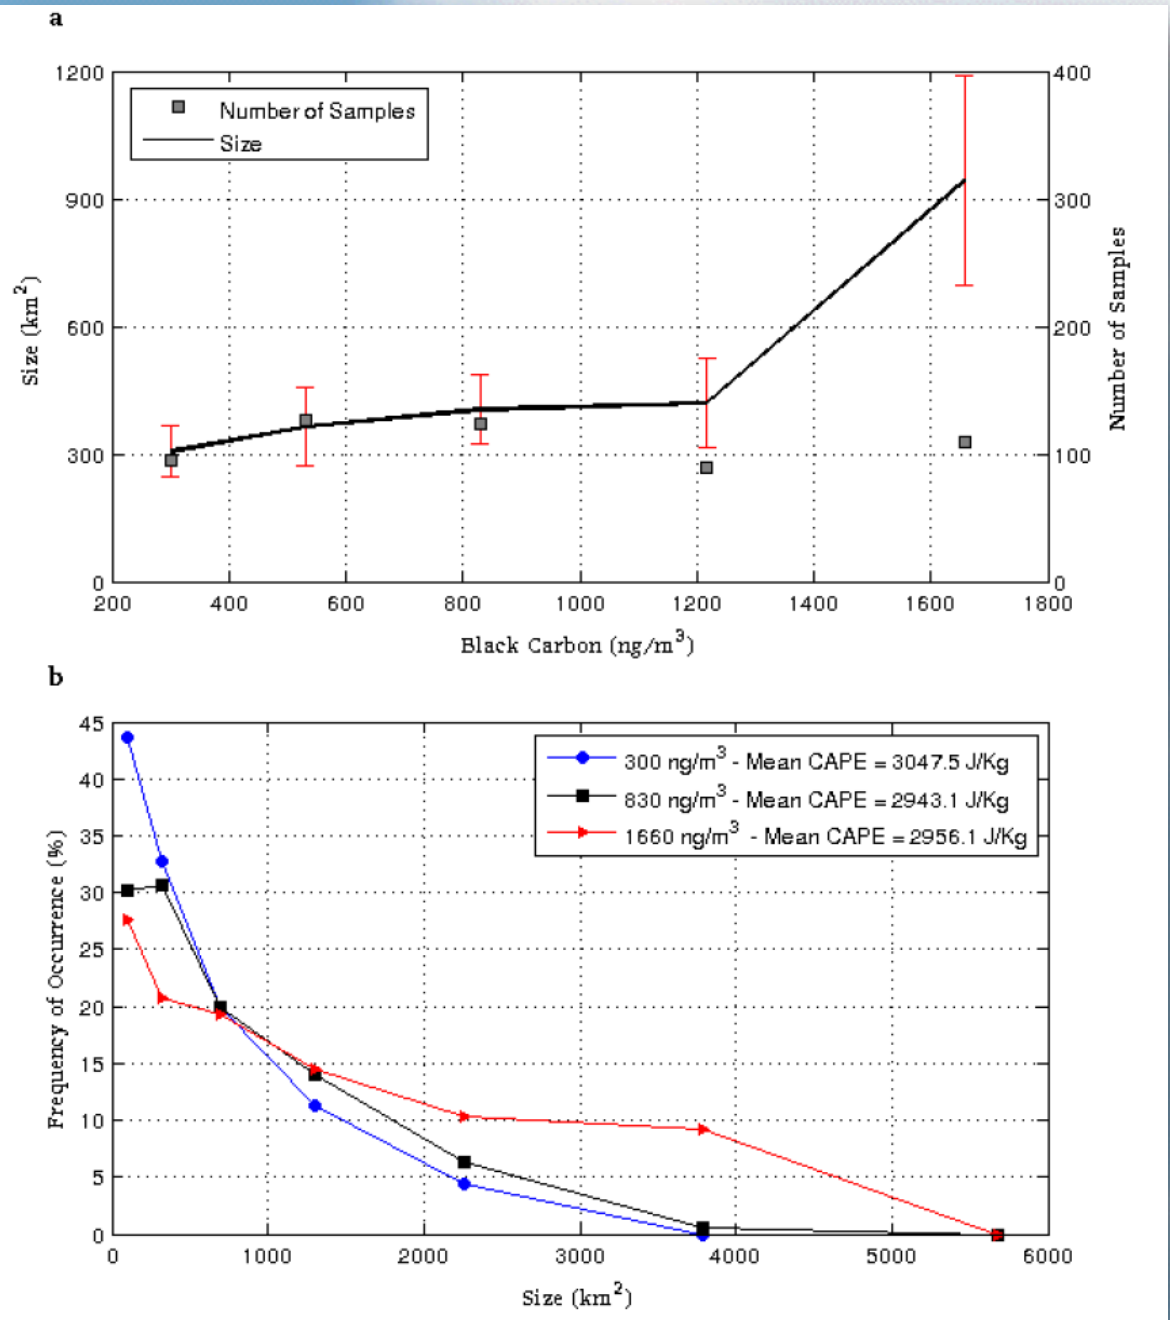 a
1200
900
600
300
0
400
300
200
100
0
Number of Samples
Size
Size (km²)
Number of Samples
200 400 600 800 1000 1200 1400 1600 1800
Black Carbon (ng/m³)
b
45
40
35
30
25
20
15
10
5
0
300 ng/m³ - Mean CAPE = 3047.5 J/Kg
830 ng/m³ - Mean CAPE = 2943.1 J/Kg
1660 ng/m³ - Mean CAPE = 2956.1 J/Kg
Frequency of Occurrence (%)
0 1000 2000 3000 4000 5000 6000
Size (km²)